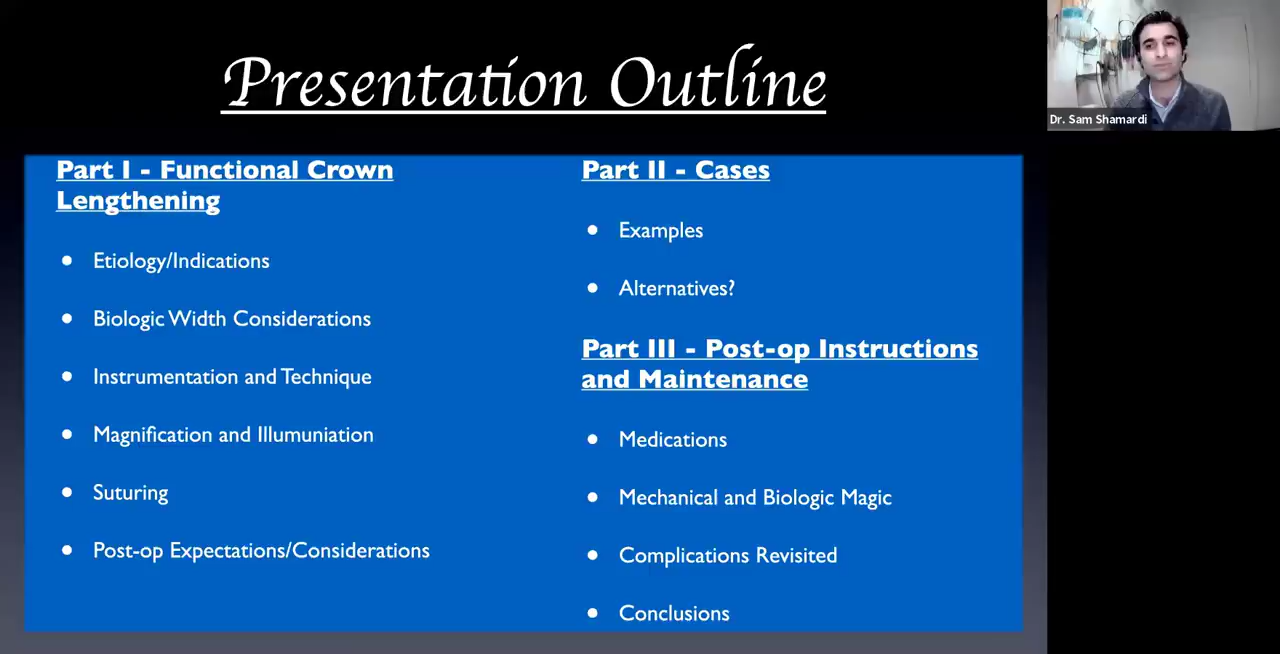 Presentation Outline
Part I - Functional Crown
Lengthening
• Etiology/Indications
• Biologic Width Considerations
• Instrumentation and Technique
• Magnification and Illumuniation
• Suturing
• Post-op Expectations/Considerations
Part II - Cases
• Examples
• Alternatives?
Part III - Post-op Instructions
and Maintenance
• Medications
• Mechanical and Biologic Magic
• Complications Revisited
• Conclusions
Dr. Sam Shamardi